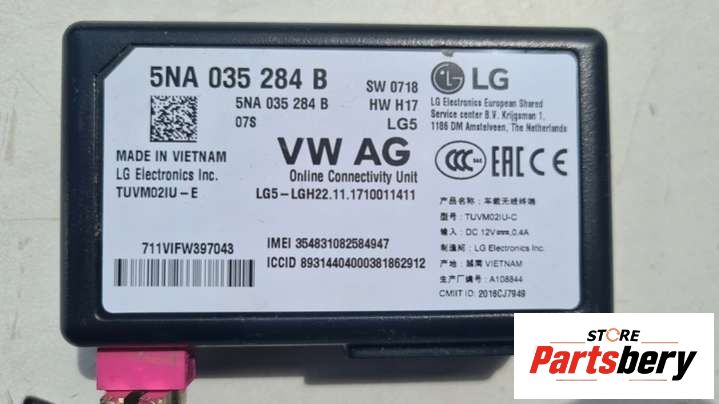 5NA 035 284 B
5NA 035 284 B
07S
SW 0718
HW H17
LG5
LG
LG Electronics European Shared
Service center B.V. Krijgsman 1,
1186 DM Amstelveen, The Netherlands
MADE IN VIETNAM
LG Electronics Inc.
TUVM02IU-E
VW AG
Online Connectivity Unit
LG5-LGH22.11.1710011411
CCC EAC CE
产品名称: 车载无线终端
型号: TUVM02IU-C
输入: DC 12V 0.4A
制造商: LG Electronics Inc.
产地: 越南 VIETNAM
生产厂编号: A108844
CMIIT ID: 2016CJ7949
711VIFW397043
IMEI 354831082584947
ICCID 89314404000381862912
STORE
Partsbery